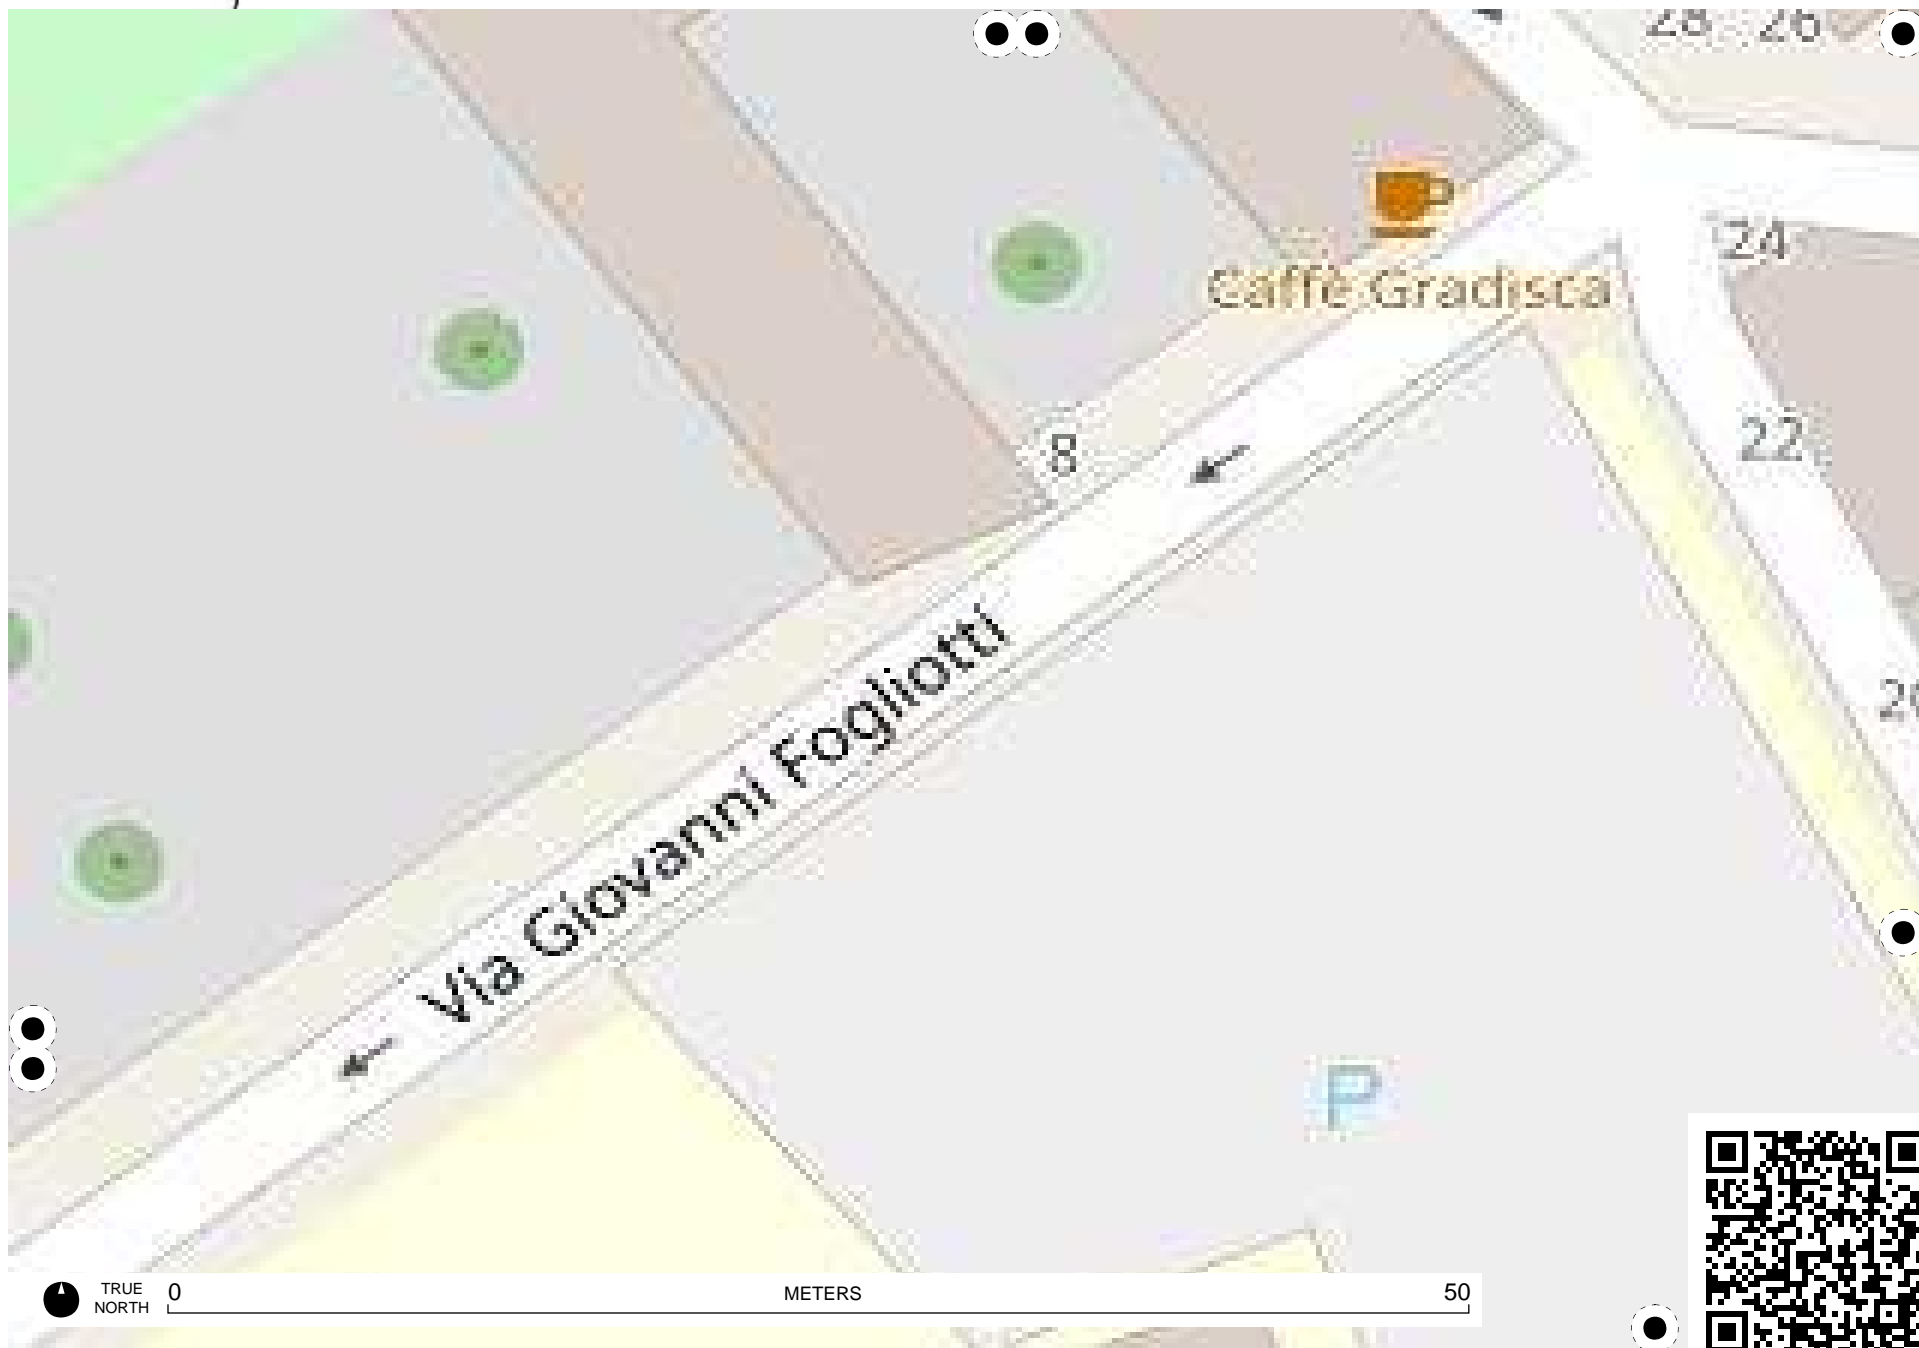 28 26
24
Caffè Gradisca
22
8
Via Giovanni Fogliotti
P
TRUE NORTH
0 METERS 50